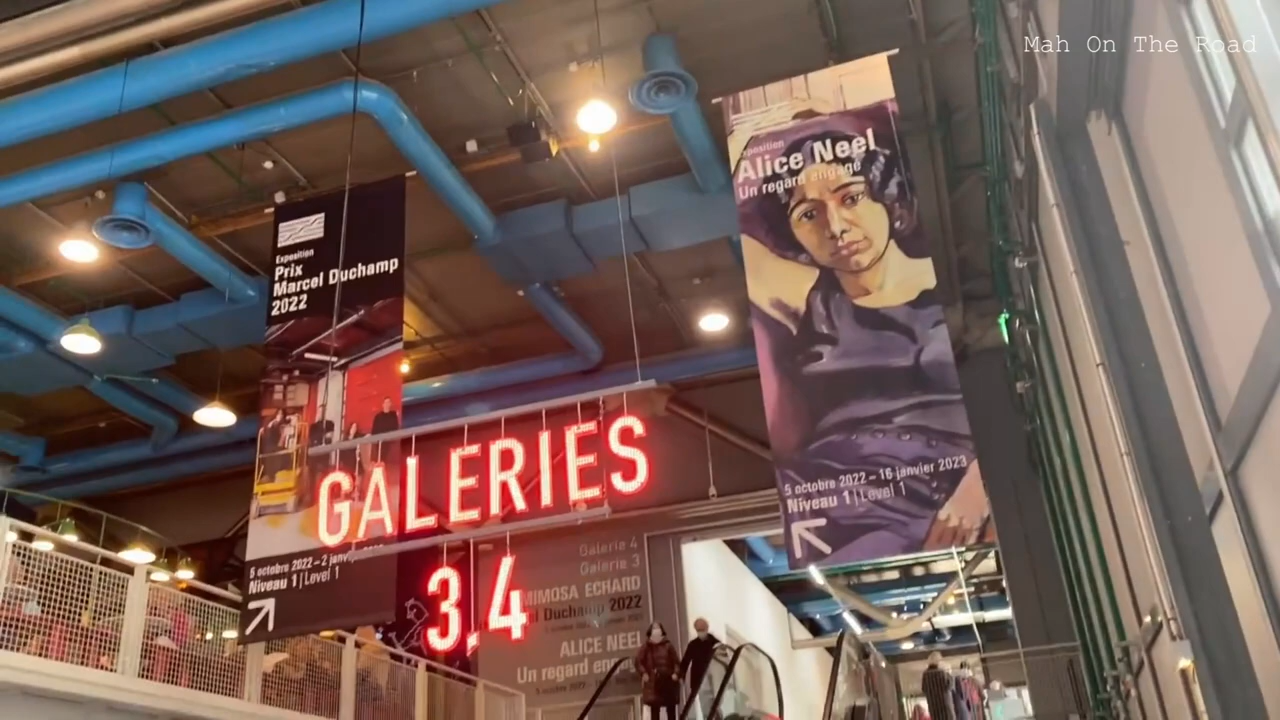 Mah On The Road
Exposition
Prix
Marcel Duchamp
2022
5 octobre 2022 – 2
Niveau 1 | Level 1
Exposition
Alice Neel
Un regard engagé
5 octobre 2022 – 16 janvier 2023
Niveau 1 | Level 1
GALERIES
3.4
Galerie 4
Galerie 3
MIMOSA ECHARD
Duchamp 2022
ALICE NEEL
Un regard